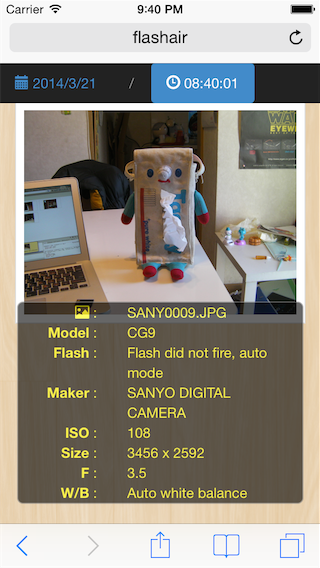 Carrier 9:40 PM
flashair
2014/3/21 / 08:40:01
EYEWE
: SANY0009.JPG
Model : CG9
Flash : Flash did not fire, auto
mode
Maker : SANYO DIGITAL
CAMERA
ISO : 108
Size : 3456 x 2592
F : 3.5
W/B : Auto white balance